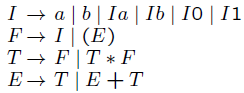 I → a | b | Ia | Ib | I0 | I1
F → I | (E)
T → F | T * F
E → T | E + T